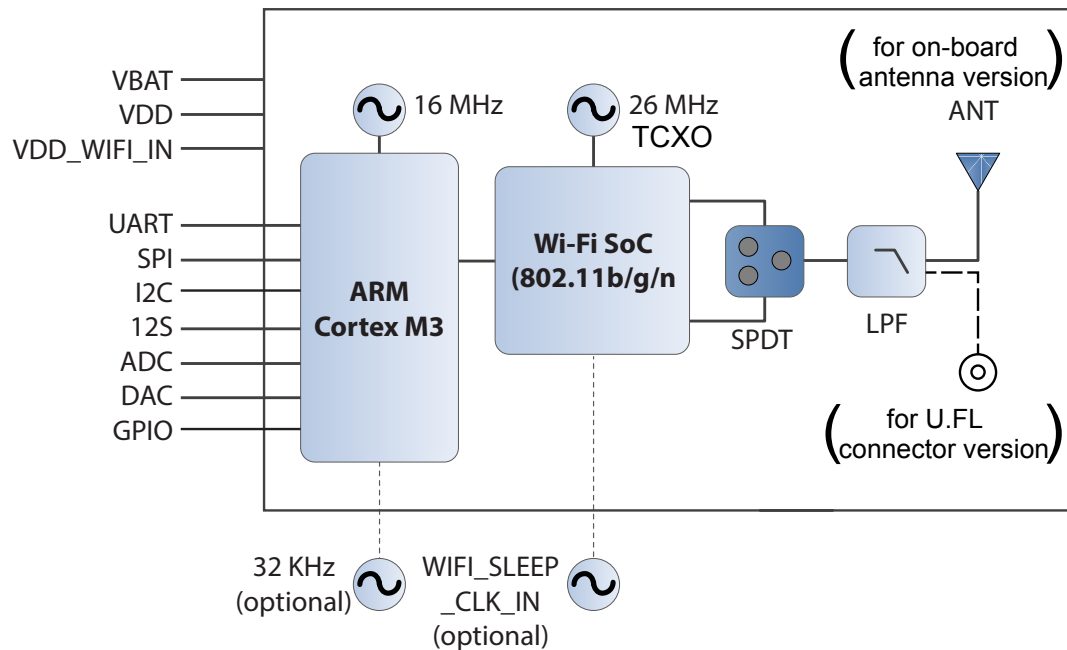 (for on-board
antenna version)
ANT
VBAT
VDD
VDD_WIFI_IN
16 MHz
26 MHz
TCXO
UART
SPI
I2C
12S
ADC
DAC
GPIO
ARM
Cortex M3
Wi-Fi SoC
(802.11b/g/n
SPDT
LPF
(for U.FL
connector version)
32 KHz
(optional)
WIFI_SLEEP
_CLK_IN
(optional)